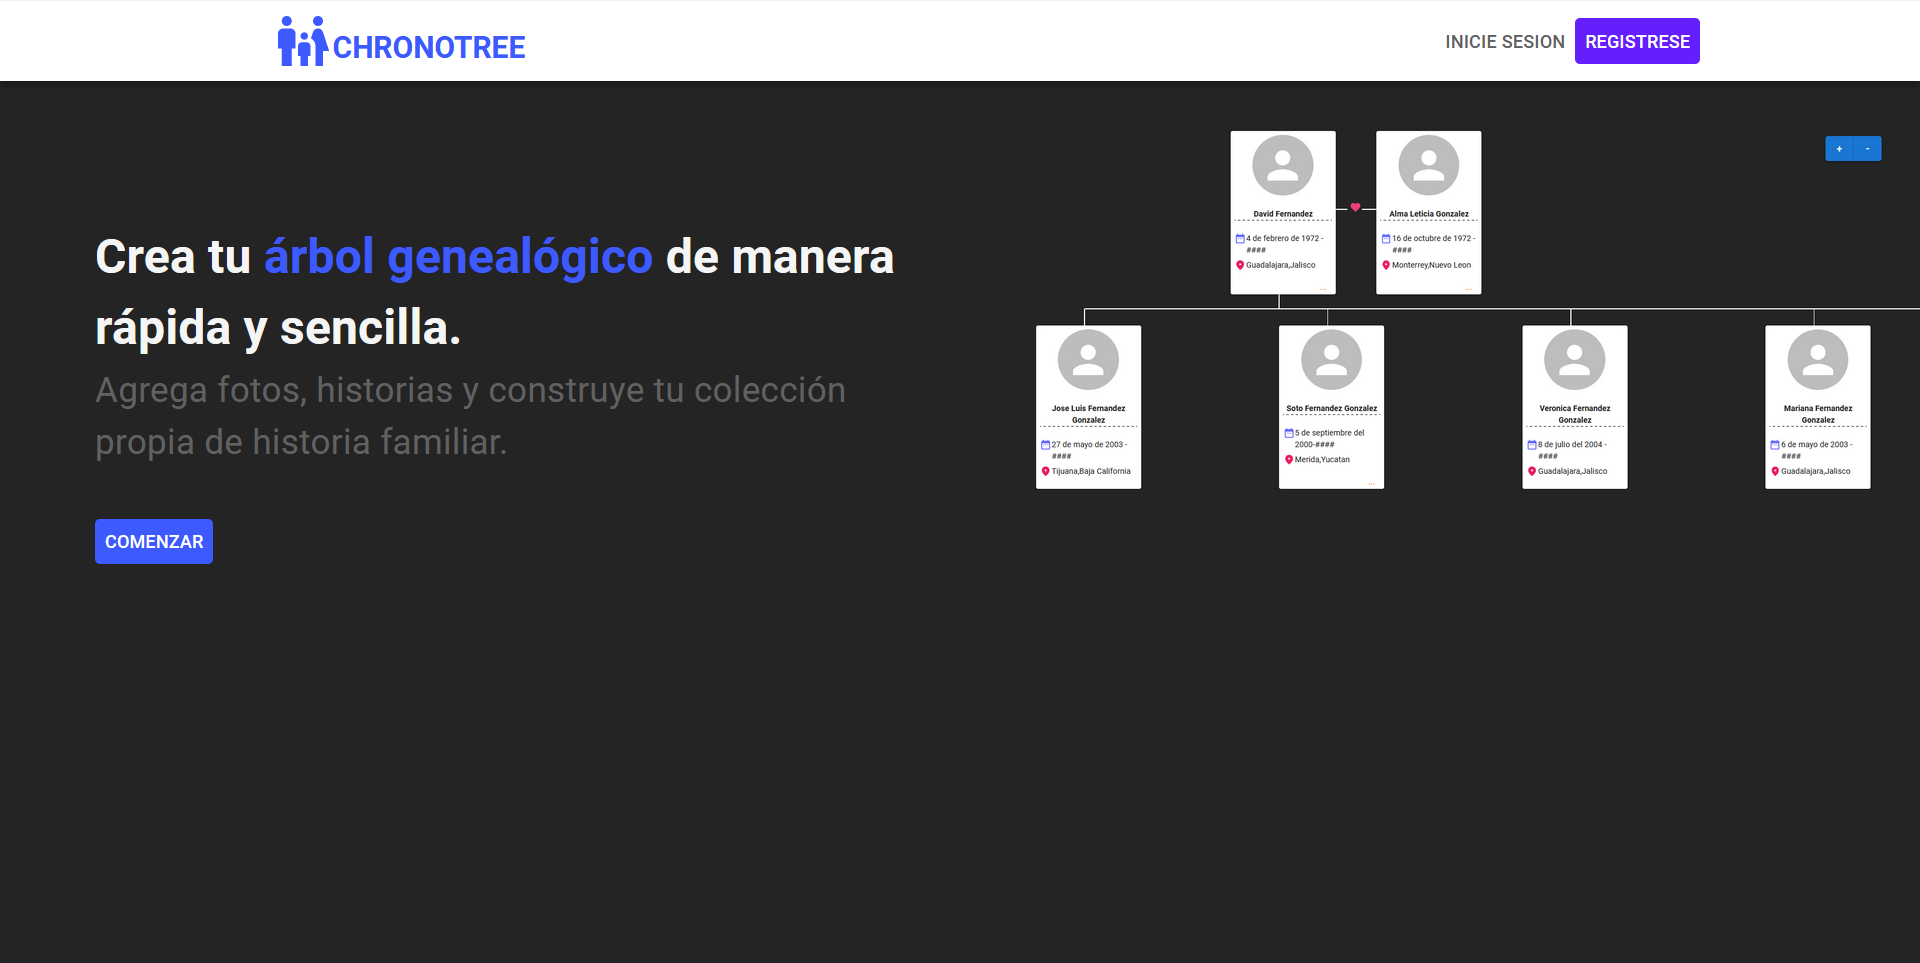 CHRONOTREE
INICIE SESION
REGISTRESE
Crea tu árbol genealógico de manera
rápida y sencilla.
Agrega fotos, historias y construye tu colección
propia de historia familiar.
COMENZAR
+ -
David Fernandez
4 de febrero de 1972 -
####
Guadalajara,Jalisco
...
Alma Leticia Gonzalez
16 de octubre de 1972 -
####
Monterrey,Nuevo Leon
...
Jose Luis Fernandez
Gonzalez
27 de mayo de 2003 -
####
Tijuana,Baja California
Soto Fernandez Gonzalez
5 de septiembre del
2000-####
Merida,Yucatan
...
Veronica Fernandez
Gonzalez
8 de julio del 2004 -
####
Guadalajara,Jalisco
Mariana Fernandez
Gonzalez
6 de mayo de 2003 -
####
Guadalajara,Jalisco